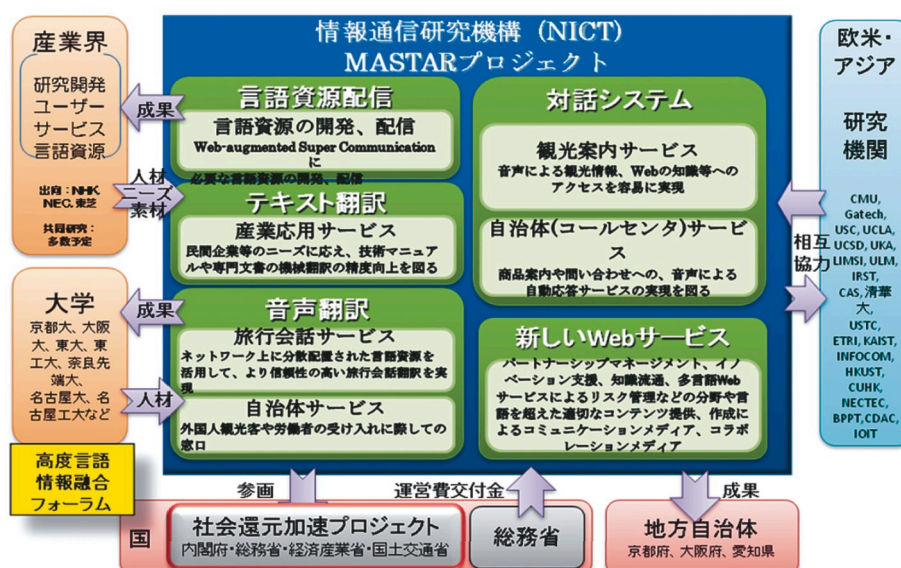 情報通信研究機構 (NICT)
MASTARプロジェクト
産業界
研究開発
ユーザー
サービス
言語資源
出向:NHK,
NEC, 東芝
共同研究:
多数予定
成果
人材
ニーズ
素材
大学
京都大、大阪
大、東大、東
工大、奈良先
端大、
名古屋大、名
古屋工大など
成果
人材
高度言語
情報融合
フォーラム
言語資源配信
言語資源の開発、配信
Web-augmented Super Communication
に
必要な言語資源の開発、配信
テキスト翻訳
産業応用サービス
民間企業等のニーズに応え、技術マニュア
ルや専門文書の機械翻訳の精度向上を図る
音声翻訳
旅行会話サービス
ネットワーク上に分散配置された言語資源を
活用して、より信頼性の高い旅行会話翻訳を実
現
自治体サービス
外国人観光客や労働者の受け入れに際しての
窓口
対話システム
観光案内サービス
音声による観光情報、Webの知識等への
アクセスを容易に実現
自治体(コールセンタ)サービ
ス
商品案内や問い合わせへの、音声による
自動応答サービスの実現を図る
新しいWebサービス
パートナーシップマネージメント、イノ
ベーション支援、知識流通、多言語Web
サービスによるリスク管理などの分野や言
語を超えた適切なコンテンツ提供、作成に
よるコミュニケーションメディア、コラボ
レーションメディア
相互
協力
欧米・
アジア
研究
機関
CMU,
Gatech,
USC, UCLA,
UCSD, UKA,
LIMSI, ULM,
IRST,
CAS,清華
大,
USTC,
ETRI, KAIST,
INFOCOM,
HKUST,
CUHK,
NECTEC,
BPPT,CDAC,
IOIT
参画
運営費交付金
成果
国
社会還元加速プロジェクト
内閣府・総務省・経済産業省・国土交通省
総務省
地方自治体
京都府、大阪府、愛知県